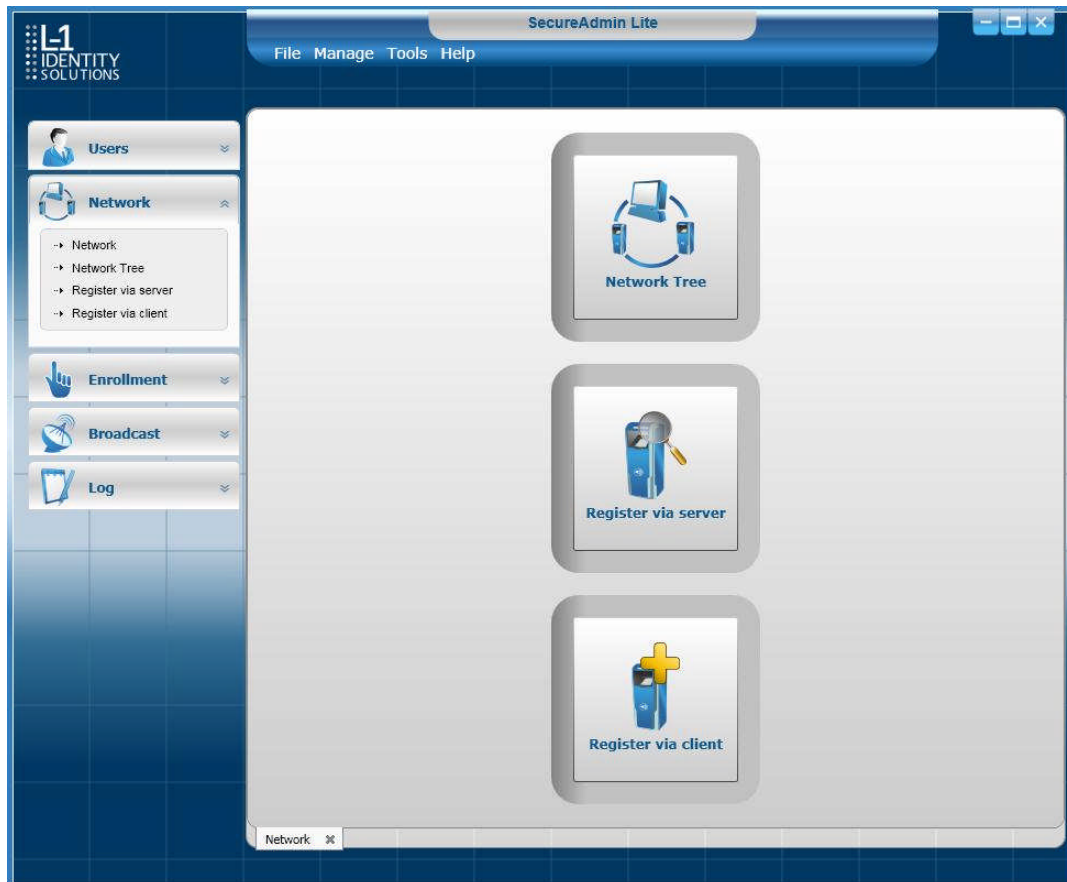 SecureAdmin Lite
L-1
IDENTITY
SOLUTIONS
File Manage Tools Help
Users
Network
Network
Network Tree
Register via server
Register via client
Enrollment
Broadcast
Log
Network Tree
Register via server
Register via client
Network